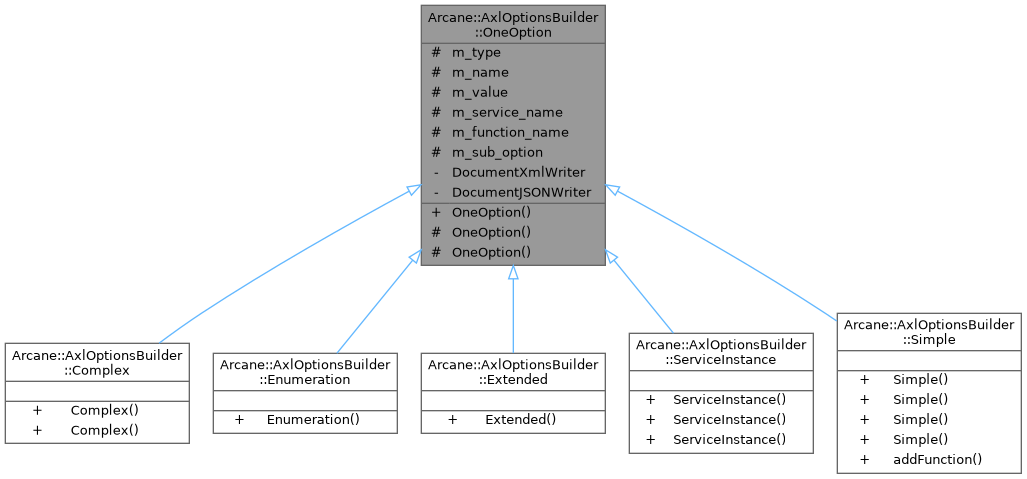 Arcane::AxlOptionsBuilder
::OneOption
# m_type
# m_name
# m_value
# m_service_name
# m_function_name
# m_sub_option
- DocumentXmlWriter
- DocumentJSONWriter
+ OneOption()
# OneOption()
# OneOption()
Arcane::AxlOptionsBuilder
::Complex
+ Complex()
+ Complex()
Arcane::AxlOptionsBuilder
::Enumeration
+ Enumeration()
Arcane::AxlOptionsBuilder
::Extended
+ Extended()
Arcane::AxlOptionsBuilder
::ServiceInstance
+ ServiceInstance()
+ ServiceInstance()
+ ServiceInstance()
Arcane::AxlOptionsBuilder
::Simple
+ Simple()
+ Simple()
+ Simple()
+ Simple()
+ addFunction()